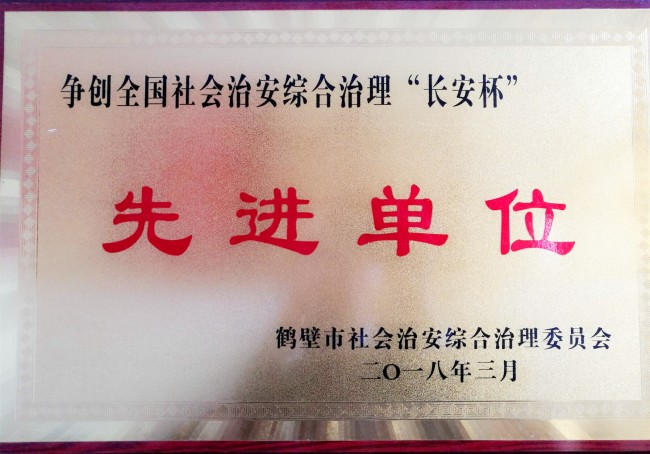 争创全国社会治安综合治理“长安杯”
先进单位
鹤壁市社会治安综合治理委员会
二〇一八年三月